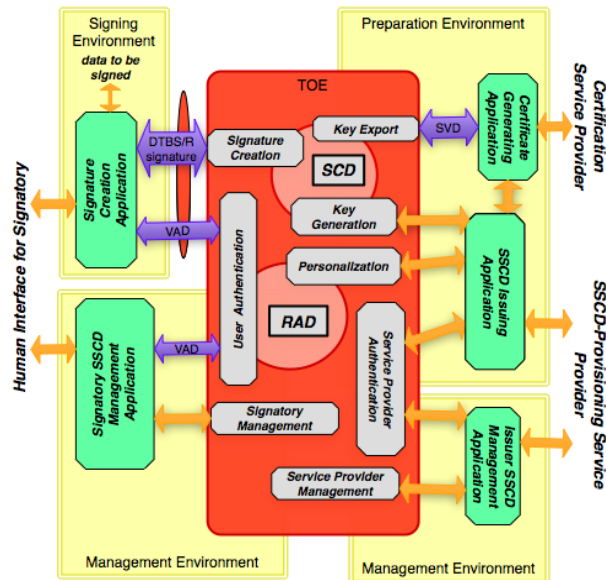 Signing
Environment
data to be
signed
Preparation Environment
TOE
Signature
Creation
Application
DTBS/R
signature
Signature
Creation
Key Export
SVD
Certificate
Generating
Application
Certification
Service Provider
SCD
Key
Generation
VAD
User Authentication
Personalization
SSCD Issuing
Application
Human Interface for Signatory
RAD
Service Provider
Authentication
SSCD-Provisioning Service
Provider
Signatory SSCD
Management
Application
VAD
Signatory
Management
Issuer SSCD
Management
Application
Service Provider
Management
Management Environment
Management Environment